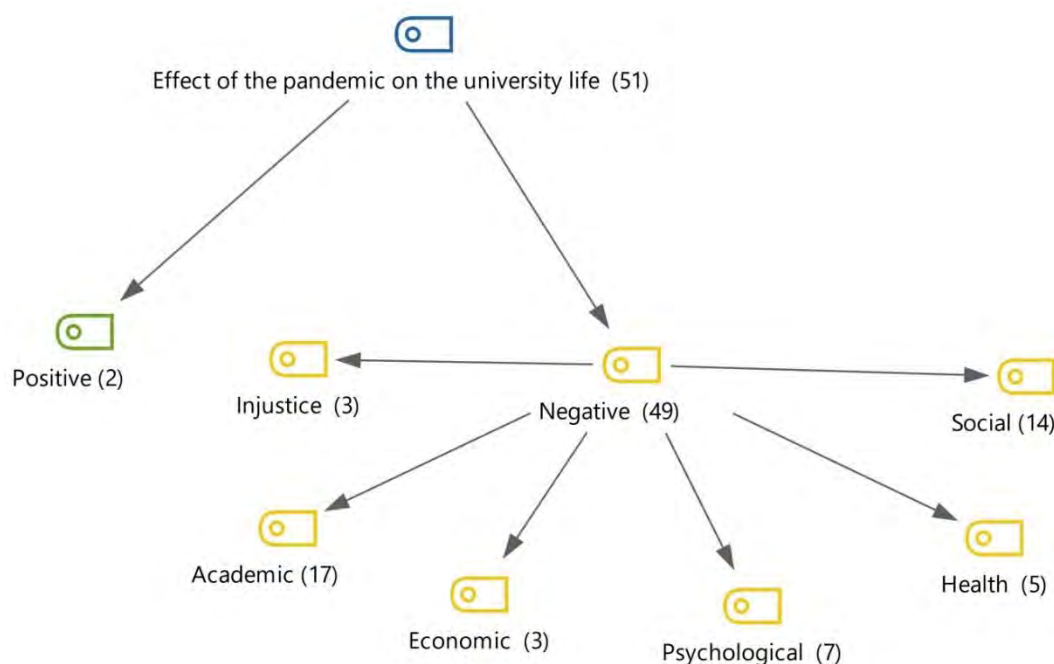 Effect of the pandemic on the university life (51)
Positive (2)
Injustice (3)
Negative (49)
Social (14)
Academic (17)
Economic (3)
Psychological (7)
Health (5)